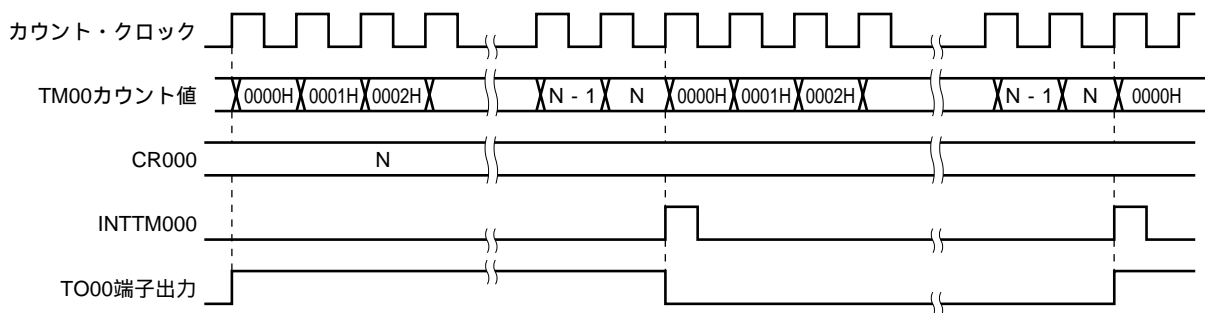 カウント・クロック
TM00カウント値 0000H 0001H 0002H N - 1 N 0000H 0001H 0002H N - 1 N 0000H
CR000 N
INTTM000
TO00端子出力